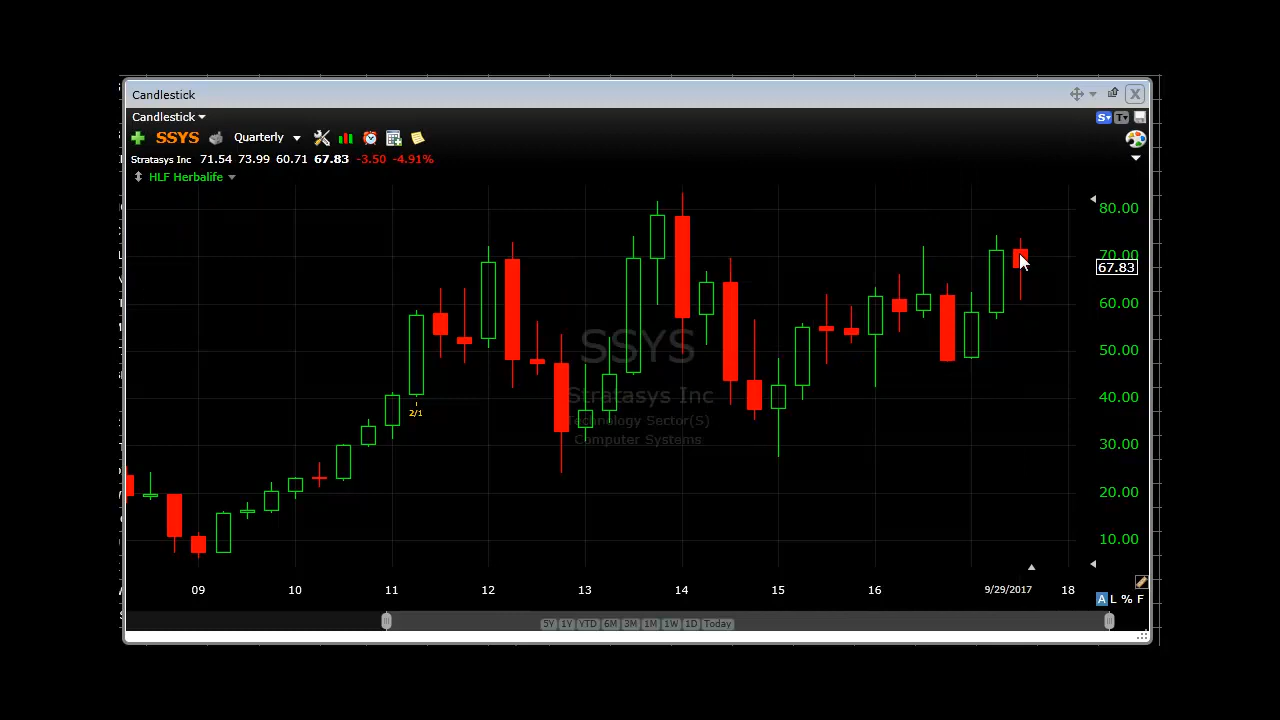 Candlestick
Candlestick
S T
SSYS Quarterly
Stratasys Inc 71.54 73.99 60.71 67.83 -3.50 -4.91%
HLF Herbalife
80.00
70.00
67.83
60.00
50.00
40.00
30.00
20.00
10.00
SSYS
Stratasys Inc
Technology Sector(S)
Computer Systems
2/1
09 10 11 12 13 14 15 16 9/29/2017 18
A L % F
5Y 1Y YTD 6M 3M 1M 1W 1D Today